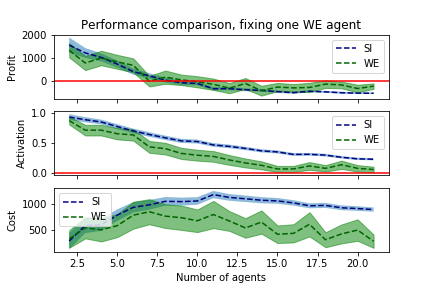 Performance comparison, fixing one WE agent
Profit
2000
1000
0
SI
WE
Activation
1.0
0.5
0.0
SI
WE
Cost
1000
500
SI
WE
2.5 5.0 7.5 10.0 12.5 15.0 17.5 20.0
Number of agents